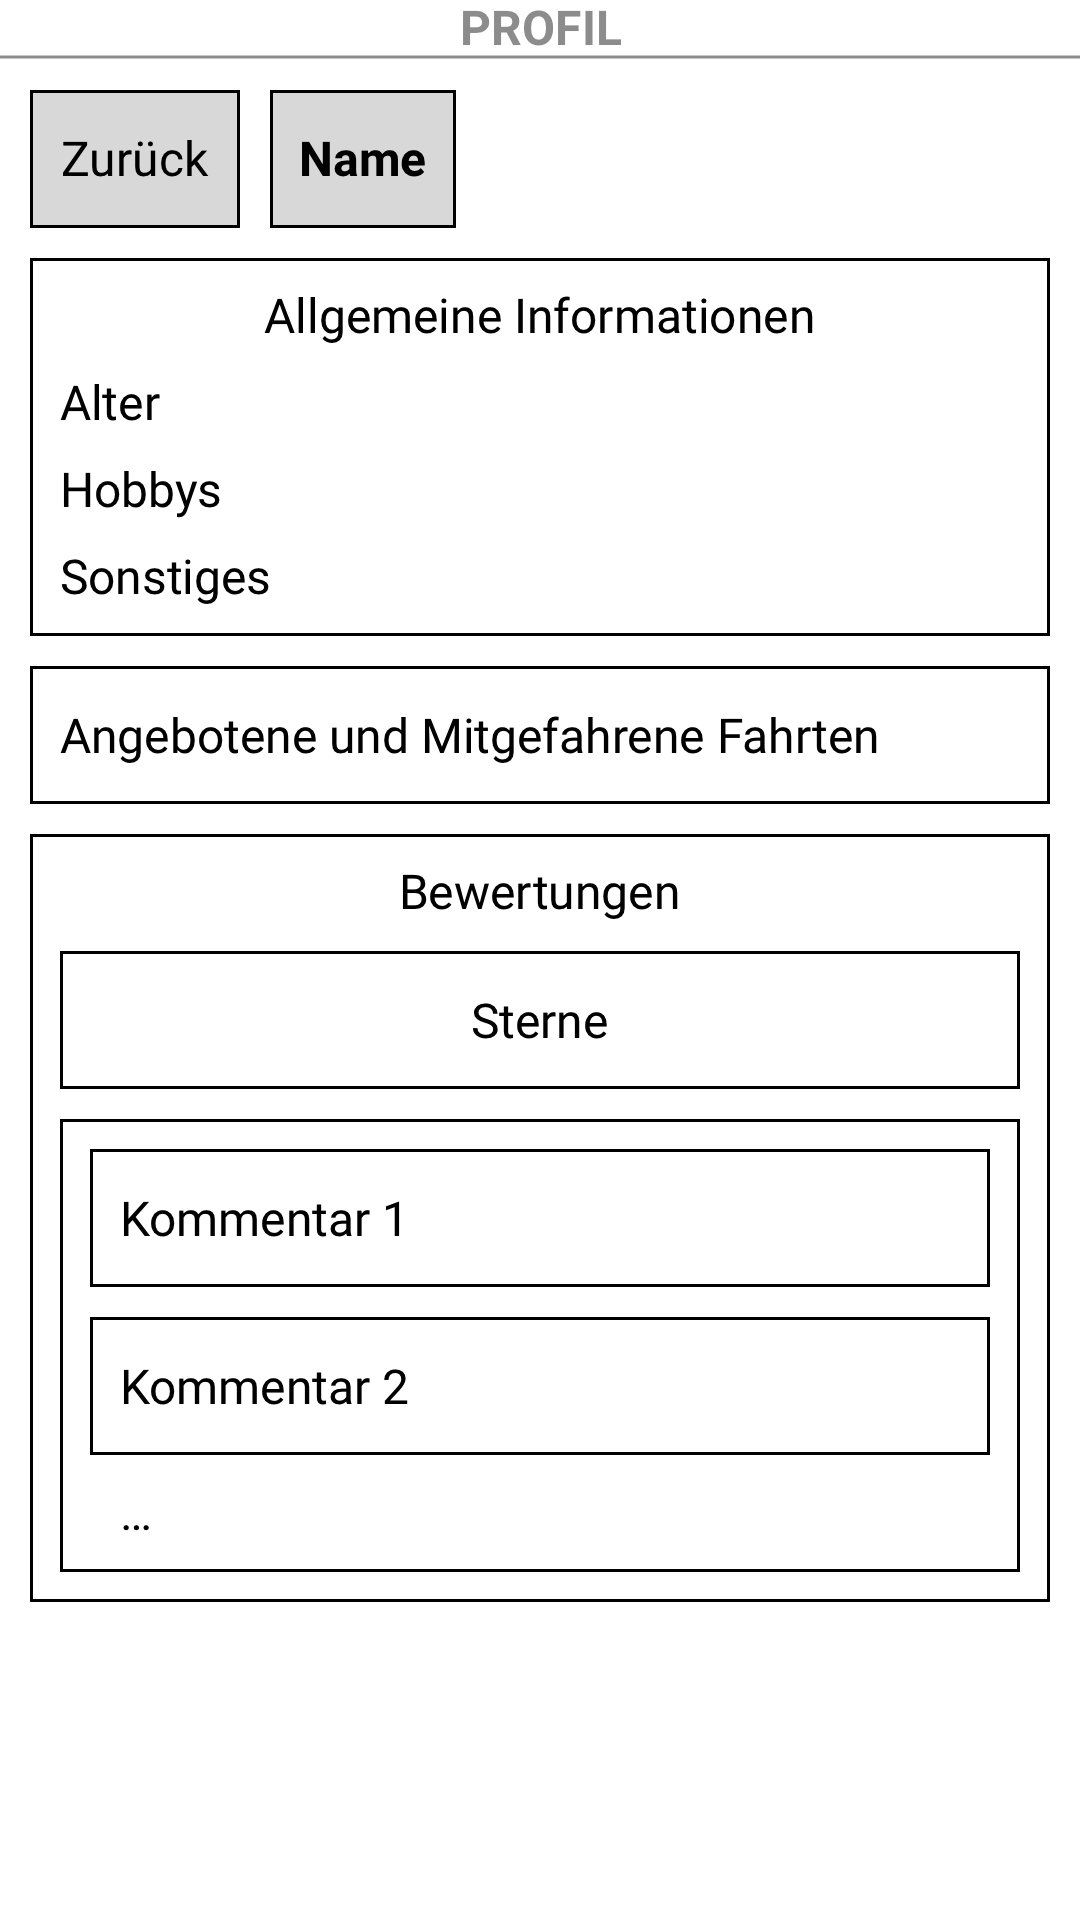 PROFIL
Zurück
Name
Allgemeine Informationen
Alter
Hobbys
Sonstiges
Angebotene und Mitgefahrene Fahrten
Bewertungen
Sterne
Kommentar 1
Kommentar 2
...